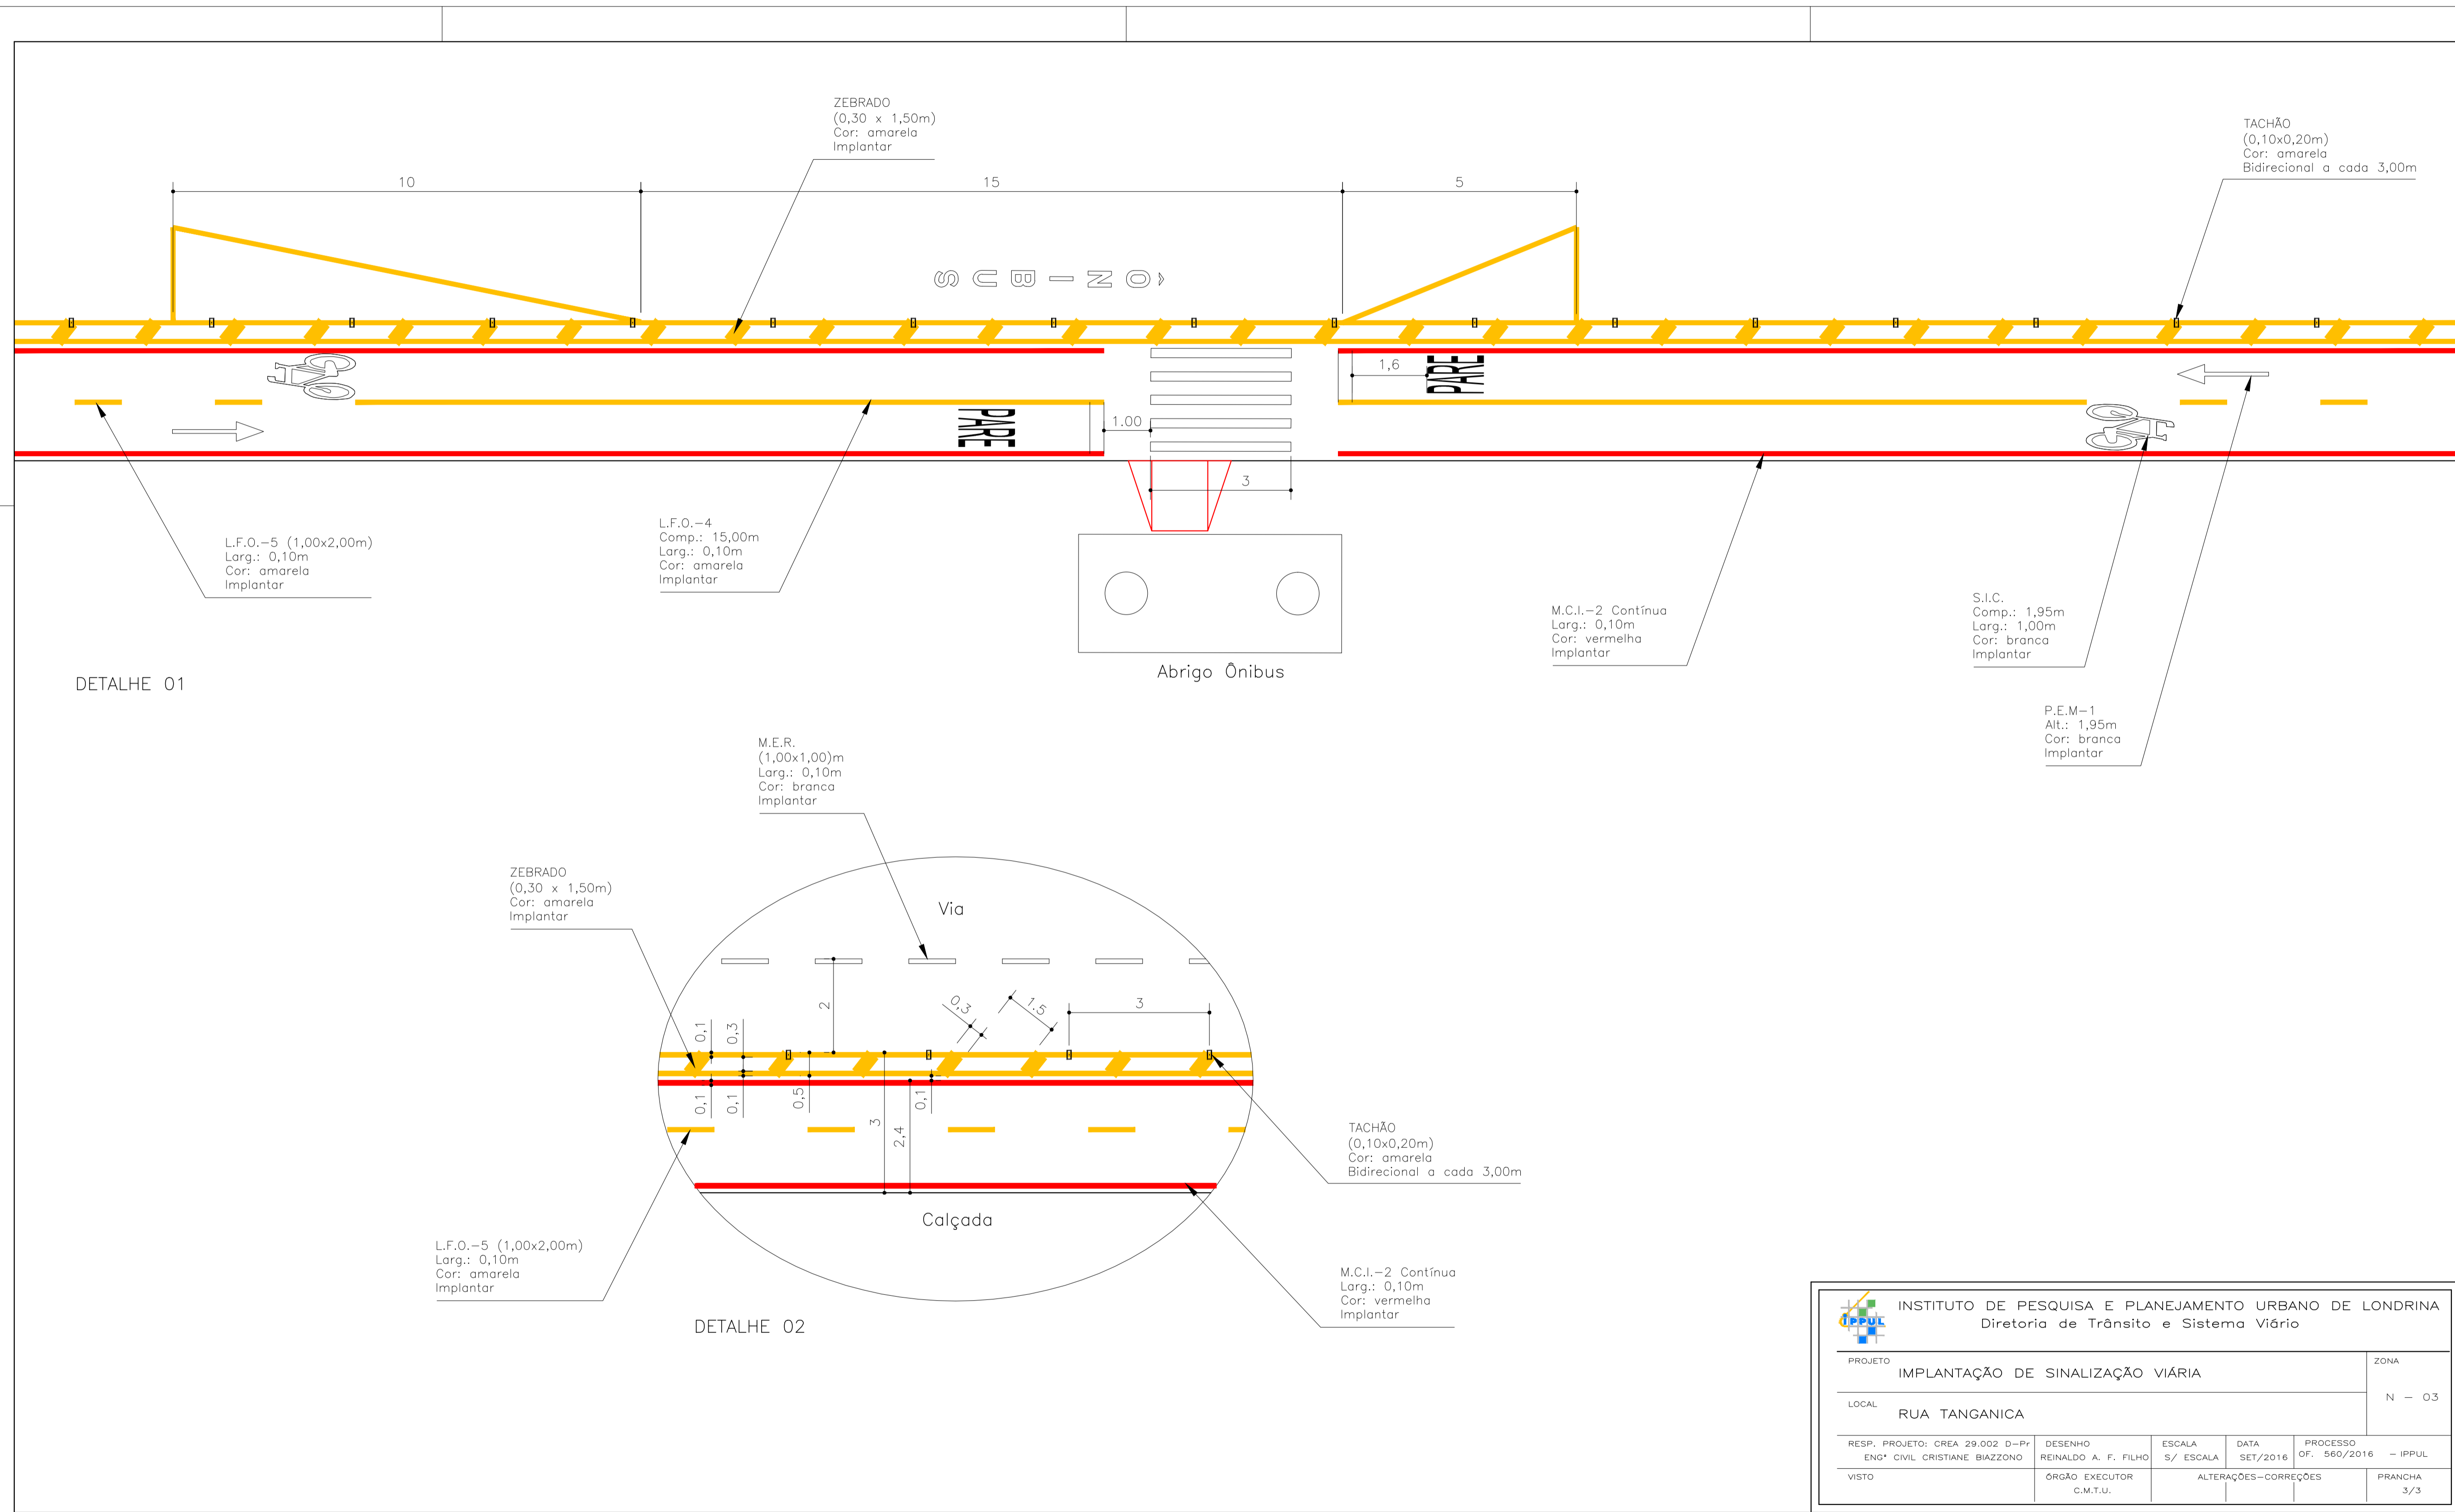 ZEBRADO
(0,30 x 1,50m)
Cor: amarela
Implantar
TACHÃO
(0,10x0,20m)
Cor: amarela
Bidirecional a cada 3,00m
10
15
5
ÔNIBUS
1,6
PARE
PARE
1.00
3
L.F.O.-5 (1,00x2,00m)
Larg.: 0,10m
Cor: amarela
Implantar
L.F.O.-4
Comp.: 15,00m
Larg.: 0,10m
Cor: amarela
Implantar
Abrigo Ônibus
M.C.I.-2 Contínua
Larg.: 0,10m
Cor: vermelha
Implantar
S.I.C.
Comp.: 1,95m
Larg.: 1,00m
Cor: branca
Implantar
P.E.M-1
Alt.: 1,95m
Cor: branca
Implantar
DETALHE 01
M.E.R.
(1,00x1,00)m
Larg.: 0,10m
Cor: branca
Implantar
ZEBRADO
(0,30 x 1,50m)
Cor: amarela
Implantar
Via
2
0,3
1.5
3
0,1
0,3
0,1
0,1
0,5
3
2,4
0,1
Calçada
TACHÃO
(0,10x0,20m)
Cor: amarela
Bidirecional a cada 3,00m
L.F.O.-5 (1,00x2,00m)
Larg.: 0,10m
Cor: amarela
Implantar
M.C.I.-2 Contínua
Larg.: 0,10m
Cor: vermelha
Implantar
DETALHE 02
IPPUL
INSTITUTO DE PESQUISA E PLANEJAMENTO URBANO DE LONDRINA
Diretoria de Trânsito e Sistema Viário
PROJETO
IMPLANTAÇÃO DE SINALIZAÇÃO VIÁRIA
ZONA
N - 03
LOCAL
RUA TANGANICA
RESP. PROJETO: CREA 29.002 D-Pr
ENGª CIVIL CRISTIANE BIAZZONO
DESENHO
REINALDO A. F. FILHO
ESCALA
S/ ESCALA
DATA
SET/2016
PROCESSO
OF. 560/2016 - IPPUL
VISTO
ÓRGÃO EXECUTOR
C.M.T.U.
ALTERAÇÕES-CORREÇÕES
PRANCHA
3/3